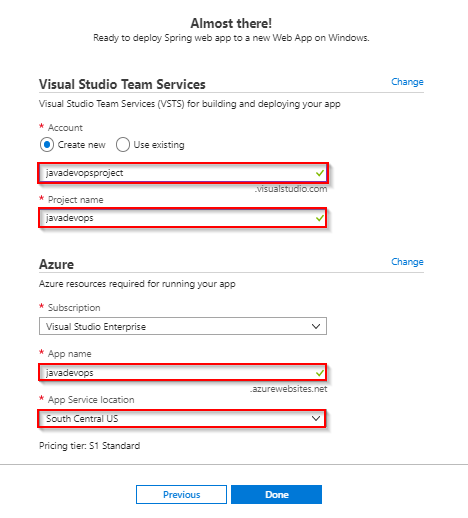 Almost there!
Ready to deploy Spring web app to a new Web App on Windows.
Visual Studio Team Services
Change
Visual Studio Team Services (VSTS) for building and deploying your app
* Account
Create new
Use existing
javadevopsproject
.visualstudio.com
* Project name
javadevops
Azure
Change
Azure resources required for running your app
* Subscription
Visual Studio Enterprise
* App name
javadevops
.azurewebsites.net
* App Service location
South Central US
Pricing tier: S1 Standard
Previous
Done